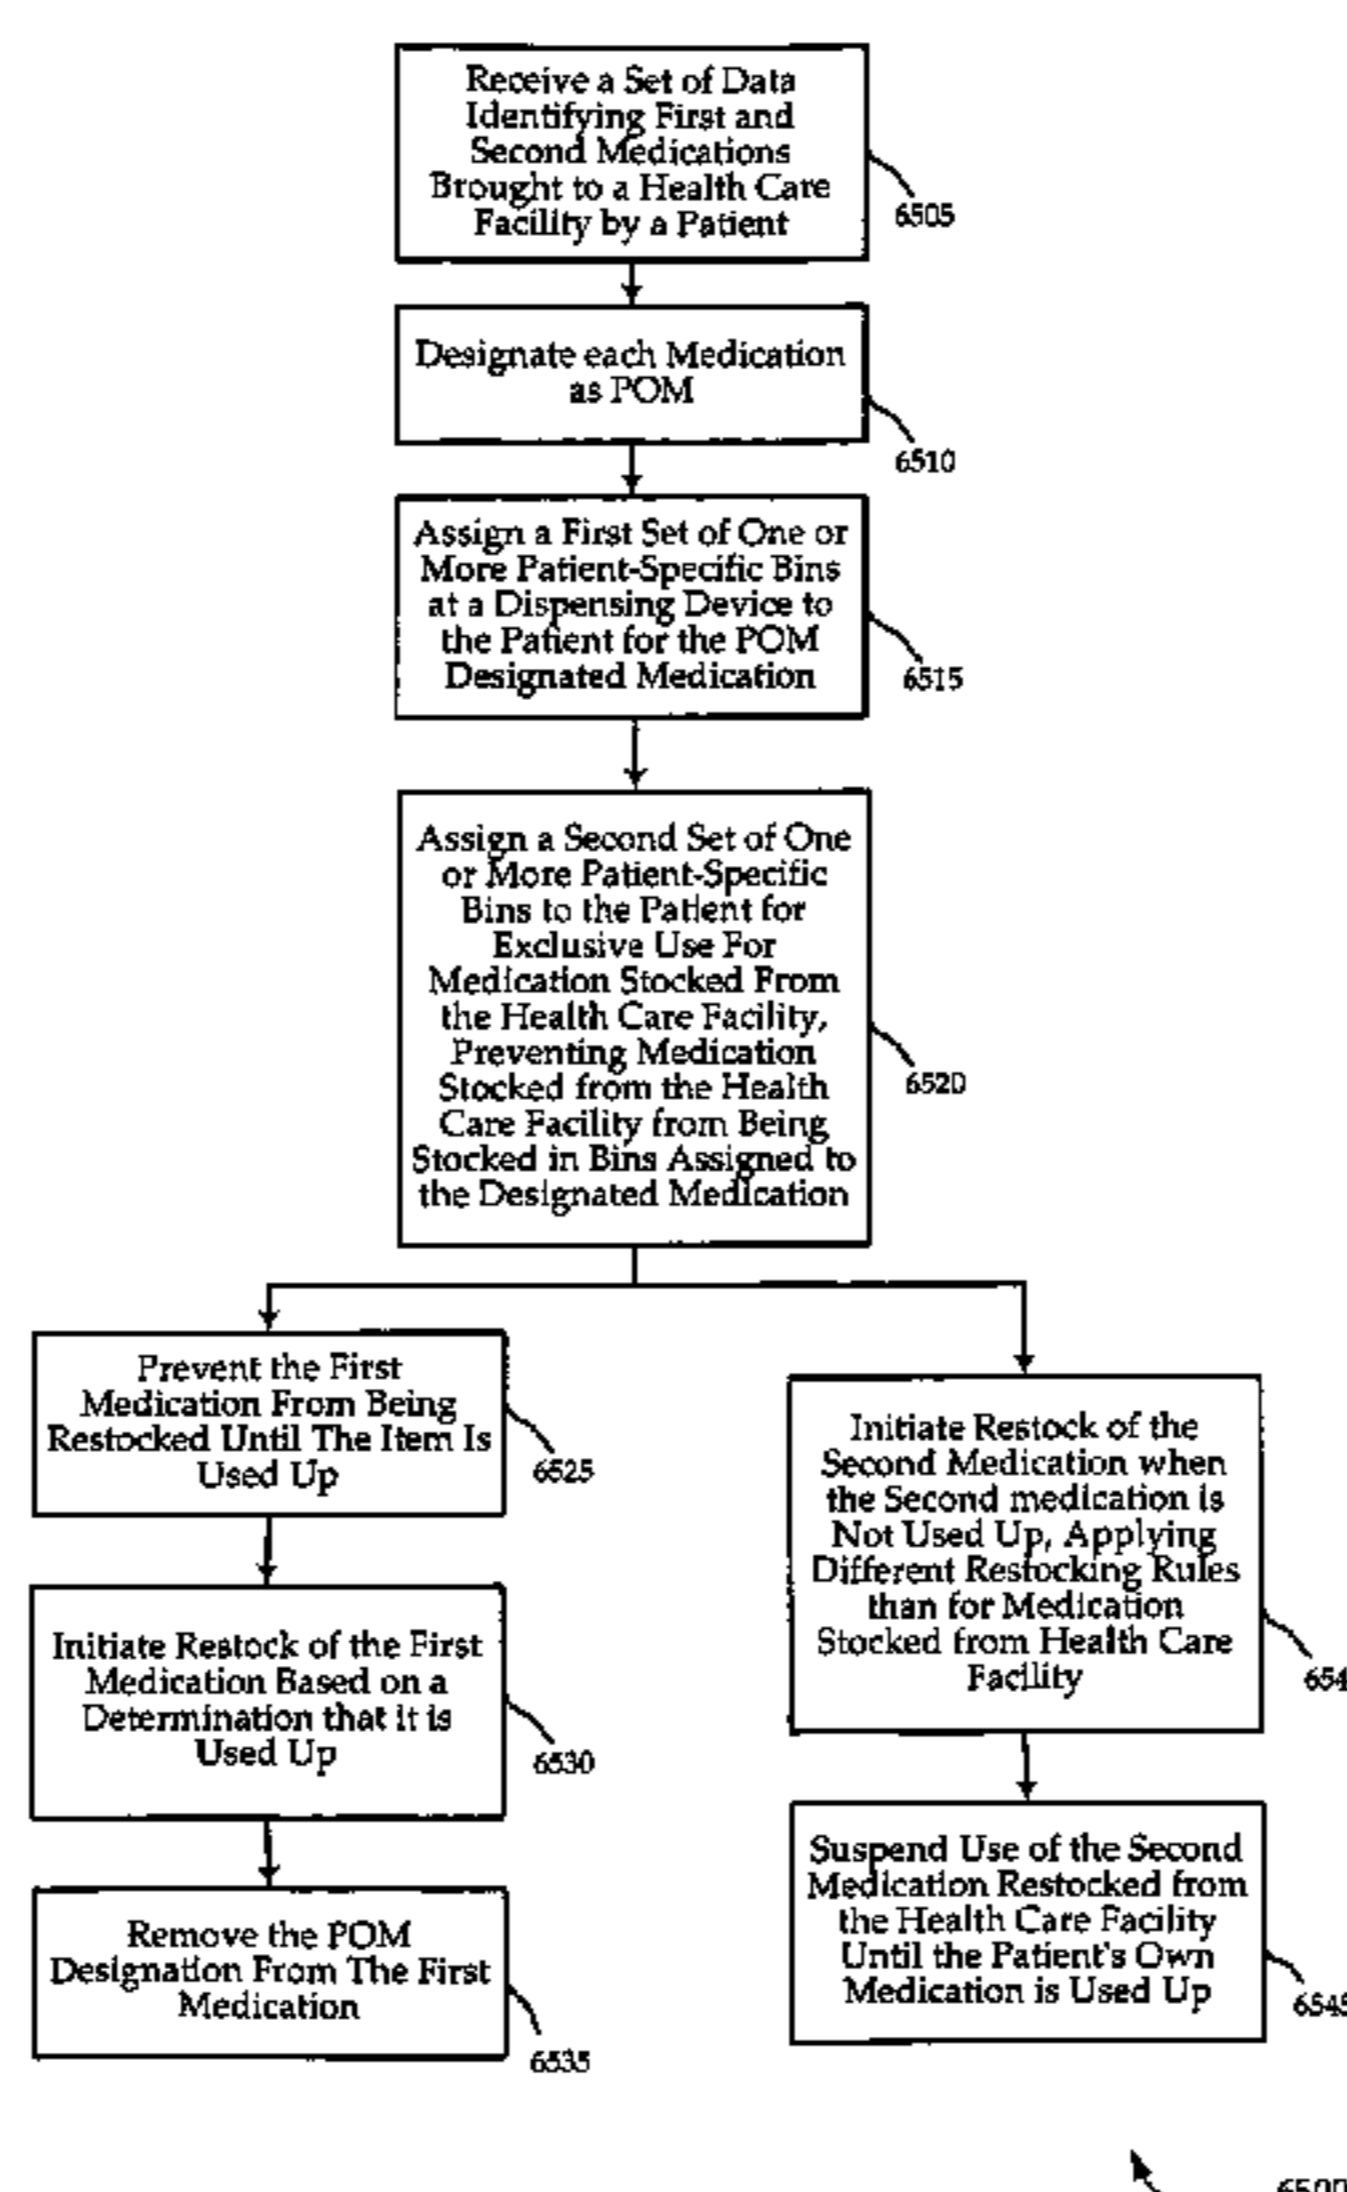 Receive a Set of Data
Identifying First and
Second Medications
Brought to a Health Care
Facility by a Patient
6505
Designate each Medication
as POM
6510
Assign a First Set of One or
More Patient-Specific Bins
at a Dispensing Device to
the Patient for the POM
Designated Medication
6515
Assign a Second Set of One
or More Patient-Specific
Bins to the Patient for
Exclusive Use For
Medication Stocked From
the Health Care Facility,
Preventing Medication
Stocked from the Health
Care Facility from Being
Stocked in Bins Assigned to
the Designated Medication
6520
Prevent the First
Medication From Being
Restocked Until The Item Is
Used Up
6525
Initiate Restock of the First
Medication Based on a
Determination that it is
Used Up
6530
Remove the POM
Designation From The First
Medication
6535
Initiate Restock of the
Second Medication when
the Second medication is
Not Used Up, Applying
Different Restocking Rules
than for Medication
Stocked from Health Care
Facility
654
Suspend Use of the Second
Medication Restocked from
the Health Care Facility
Until the Patient's Own
Medication is Used Up
6545